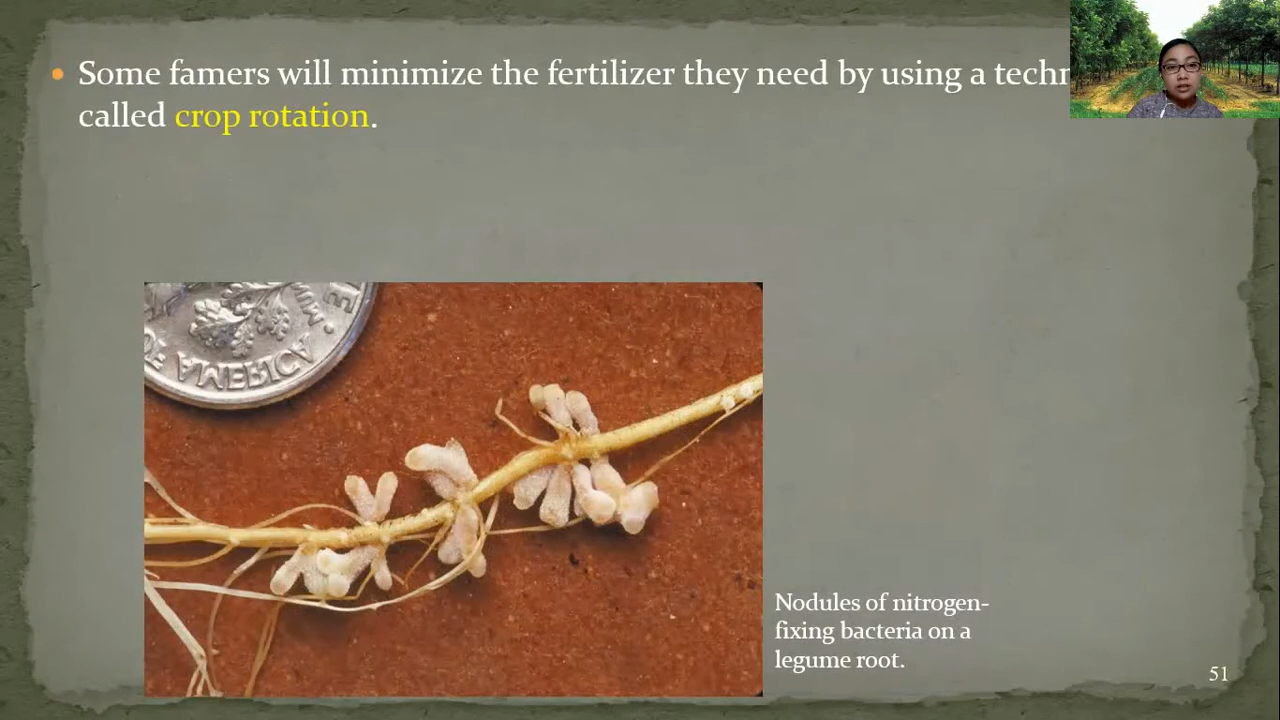 Some famers will minimize the fertilizer they need by using a
called crop rotation.
OF AMERICA
Nodules of nitrogen-
fixing bacteria on a
legume root.
51